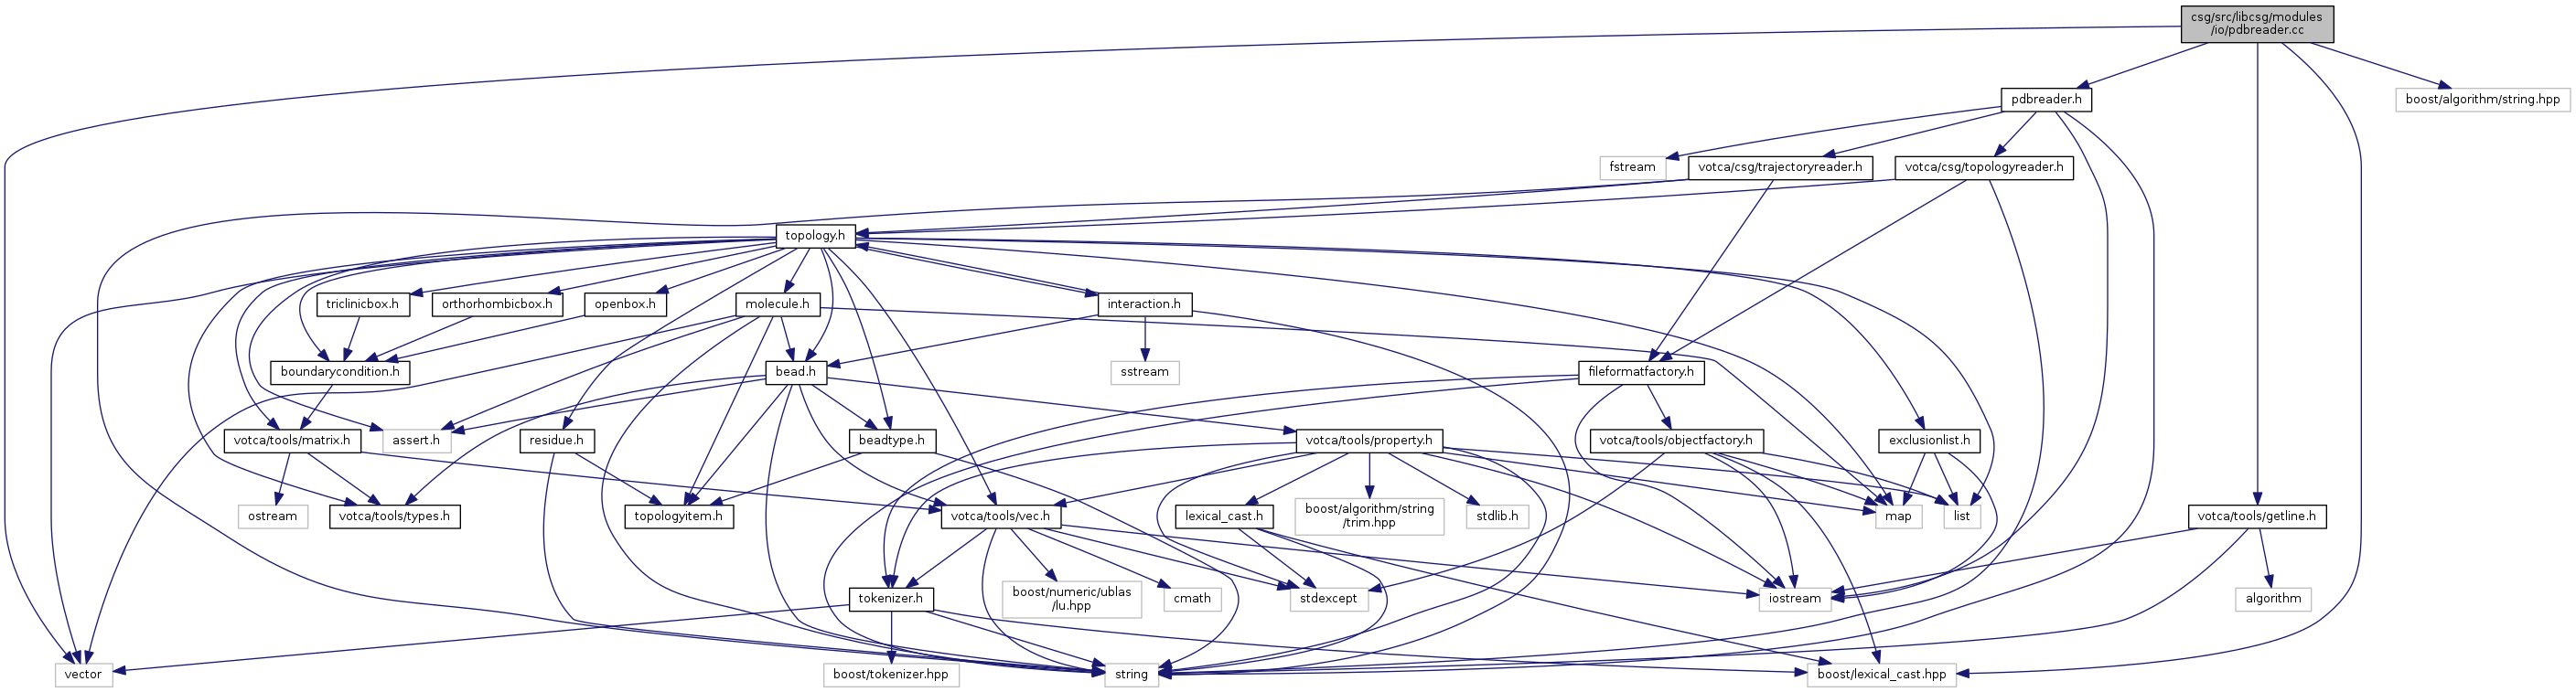 csg/src/libcsg/modules
/io/pdbreader.cc
pdbreader.h
boost/algorithm/string.hpp
fstream
votca/csg/trajectoryreader.h
votca/csg/topologyreader.h
topology.h
triclinicbox.h
orthorhombicbox.h
openbox.h
molecule.h
interaction.h
boundarycondition.h
bead.h
sstream
fileformatfactory.h
votca/tools/matrix.h
assert.h
residue.h
beadtype.h
votca/tools/property.h
votca/tools/objectfactory.h
exclusionlist.h
ostream
votca/tools/types.h
topologyitem.h
votca/tools/vec.h
lexical_cast.h
boost/algorithm/string
/trim.hpp
stdlib.h
map
list
votca/tools/getline.h
tokenizer.h
boost/numeric/ublas
/lu.hpp
cmath
stdexcept
iostream
algorithm
vector
boost/tokenizer.hpp
string
boost/lexical_cast.hpp